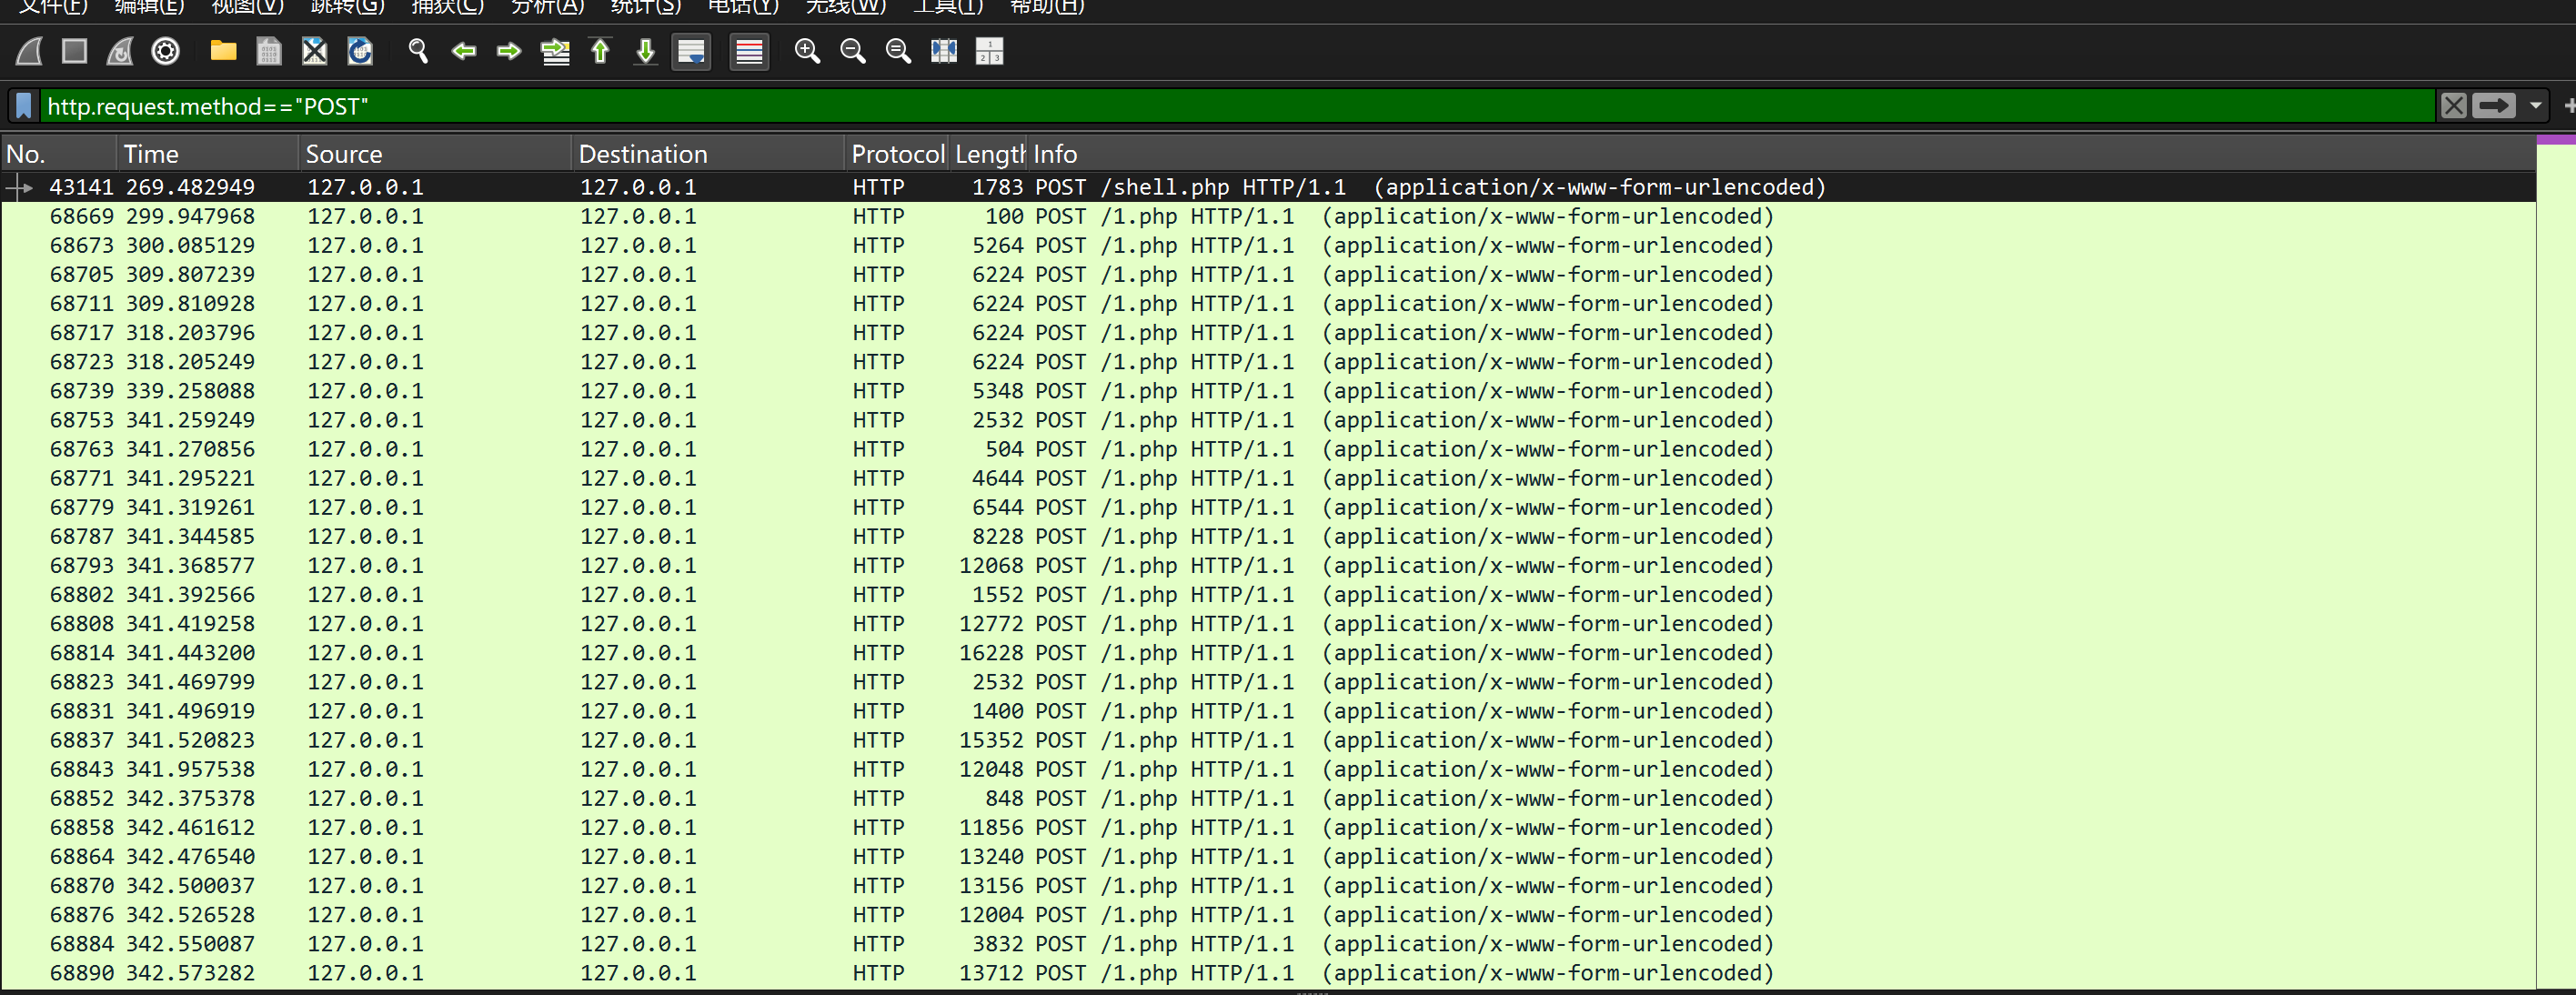 文件(F) 编辑(E) 视图(V) 跳转(G) 捕获(C) 分析(A) 统计(S) 电话(Y) 无线(W) 工具(T) 帮助(H)
http.request.method=="POST"
No. Time Source Destination Protocol Length Info
43141 269.482949 127.0.0.1 127.0.0.1 HTTP 1783 POST /shell.php HTTP/1.1 (application/x-www-form-urlencoded)
68669 299.947968 127.0.0.1 127.0.0.1 HTTP 100 POST /1.php HTTP/1.1 (application/x-www-form-urlencoded)
68673 300.085129 127.0.0.1 127.0.0.1 HTTP 5264 POST /1.php HTTP/1.1 (application/x-www-form-urlencoded)
68705 309.807239 127.0.0.1 127.0.0.1 HTTP 6224 POST /1.php HTTP/1.1 (application/x-www-form-urlencoded)
68711 309.810928 127.0.0.1 127.0.0.1 HTTP 6224 POST /1.php HTTP/1.1 (application/x-www-form-urlencoded)
68717 318.203796 127.0.0.1 127.0.0.1 HTTP 6224 POST /1.php HTTP/1.1 (application/x-www-form-urlencoded)
68723 318.205249 127.0.0.1 127.0.0.1 HTTP 6224 POST /1.php HTTP/1.1 (application/x-www-form-urlencoded)
68739 339.258088 127.0.0.1 127.0.0.1 HTTP 5348 POST /1.php HTTP/1.1 (application/x-www-form-urlencoded)
68753 341.259249 127.0.0.1 127.0.0.1 HTTP 2532 POST /1.php HTTP/1.1 (application/x-www-form-urlencoded)
68763 341.270856 127.0.0.1 127.0.0.1 HTTP 504 POST /1.php HTTP/1.1 (application/x-www-form-urlencoded)
68771 341.295221 127.0.0.1 127.0.0.1 HTTP 4644 POST /1.php HTTP/1.1 (application/x-www-form-urlencoded)
68779 341.319261 127.0.0.1 127.0.0.1 HTTP 6544 POST /1.php HTTP/1.1 (application/x-www-form-urlencoded)
68787 341.344585 127.0.0.1 127.0.0.1 HTTP 8228 POST /1.php HTTP/1.1 (application/x-www-form-urlencoded)
68793 341.368577 127.0.0.1 127.0.0.1 HTTP 12068 POST /1.php HTTP/1.1 (application/x-www-form-urlencoded)
68802 341.392566 127.0.0.1 127.0.0.1 HTTP 1552 POST /1.php HTTP/1.1 (application/x-www-form-urlencoded)
68808 341.419258 127.0.0.1 127.0.0.1 HTTP 12772 POST /1.php HTTP/1.1 (application/x-www-form-urlencoded)
68814 341.443200 127.0.0.1 127.0.0.1 HTTP 16228 POST /1.php HTTP/1.1 (application/x-www-form-urlencoded)
68823 341.469799 127.0.0.1 127.0.0.1 HTTP 2532 POST /1.php HTTP/1.1 (application/x-www-form-urlencoded)
68831 341.496919 127.0.0.1 127.0.0.1 HTTP 1400 POST /1.php HTTP/1.1 (application/x-www-form-urlencoded)
68837 341.520823 127.0.0.1 127.0.0.1 HTTP 15352 POST /1.php HTTP/1.1 (application/x-www-form-urlencoded)
68843 341.957538 127.0.0.1 127.0.0.1 HTTP 12048 POST /1.php HTTP/1.1 (application/x-www-form-urlencoded)
68852 342.375378 127.0.0.1 127.0.0.1 HTTP 848 POST /1.php HTTP/1.1 (application/x-www-form-urlencoded)
68858 342.461612 127.0.0.1 127.0.0.1 HTTP 11856 POST /1.php HTTP/1.1 (application/x-www-form-urlencoded)
68864 342.476540 127.0.0.1 127.0.0.1 HTTP 13240 POST /1.php HTTP/1.1 (application/x-www-form-urlencoded)
68870 342.500037 127.0.0.1 127.0.0.1 HTTP 13156 POST /1.php HTTP/1.1 (application/x-www-form-urlencoded)
68876 342.526528 127.0.0.1 127.0.0.1 HTTP 12004 POST /1.php HTTP/1.1 (application/x-www-form-urlencoded)
68884 342.550087 127.0.0.1 127.0.0.1 HTTP 3832 POST /1.php HTTP/1.1 (application/x-www-form-urlencoded)
68890 342.573282 127.0.0.1 127.0.0.1 HTTP 13712 POST /1.php HTTP/1.1 (application/x-www-form-urlencoded)